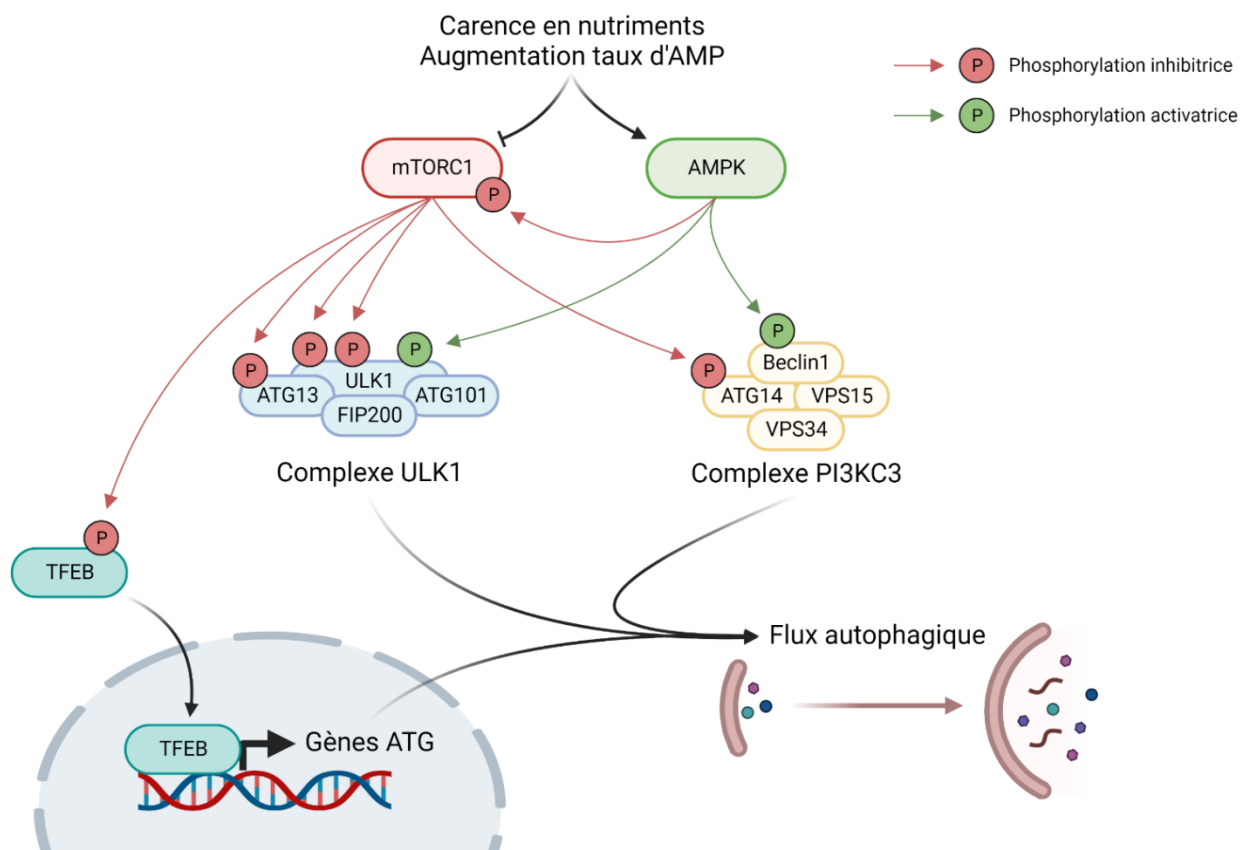 Carence en nutriments
Augmentation taux d'AMP
P Phosphorylation inhibitrice
P Phosphorylation activatrice
mTORC1
P
AMPK
P
P
P
P
P
ULK1
ATG13
ATG101
FIP200
P
Beclin1
ATG14
VPS15
VPS34
Complexe ULK1
Complexe PI3KC3
P
TFEB
Flux autophagique
TFEB
Gènes ATG